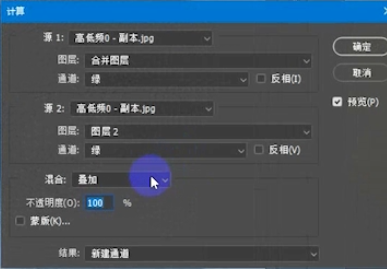 计算
源 1: 高低频0 - 副本.jpg
确定
图层: 合并图层
取消
通道: 绿 反相(I)
预览(P)
源 2: 高低频0 - 副本.jpg
图层: 图层 2
通道: 绿 反相(V)
混合: 叠加
不透明度(O): 100 %
蒙版(K)...
结果: 新建通道